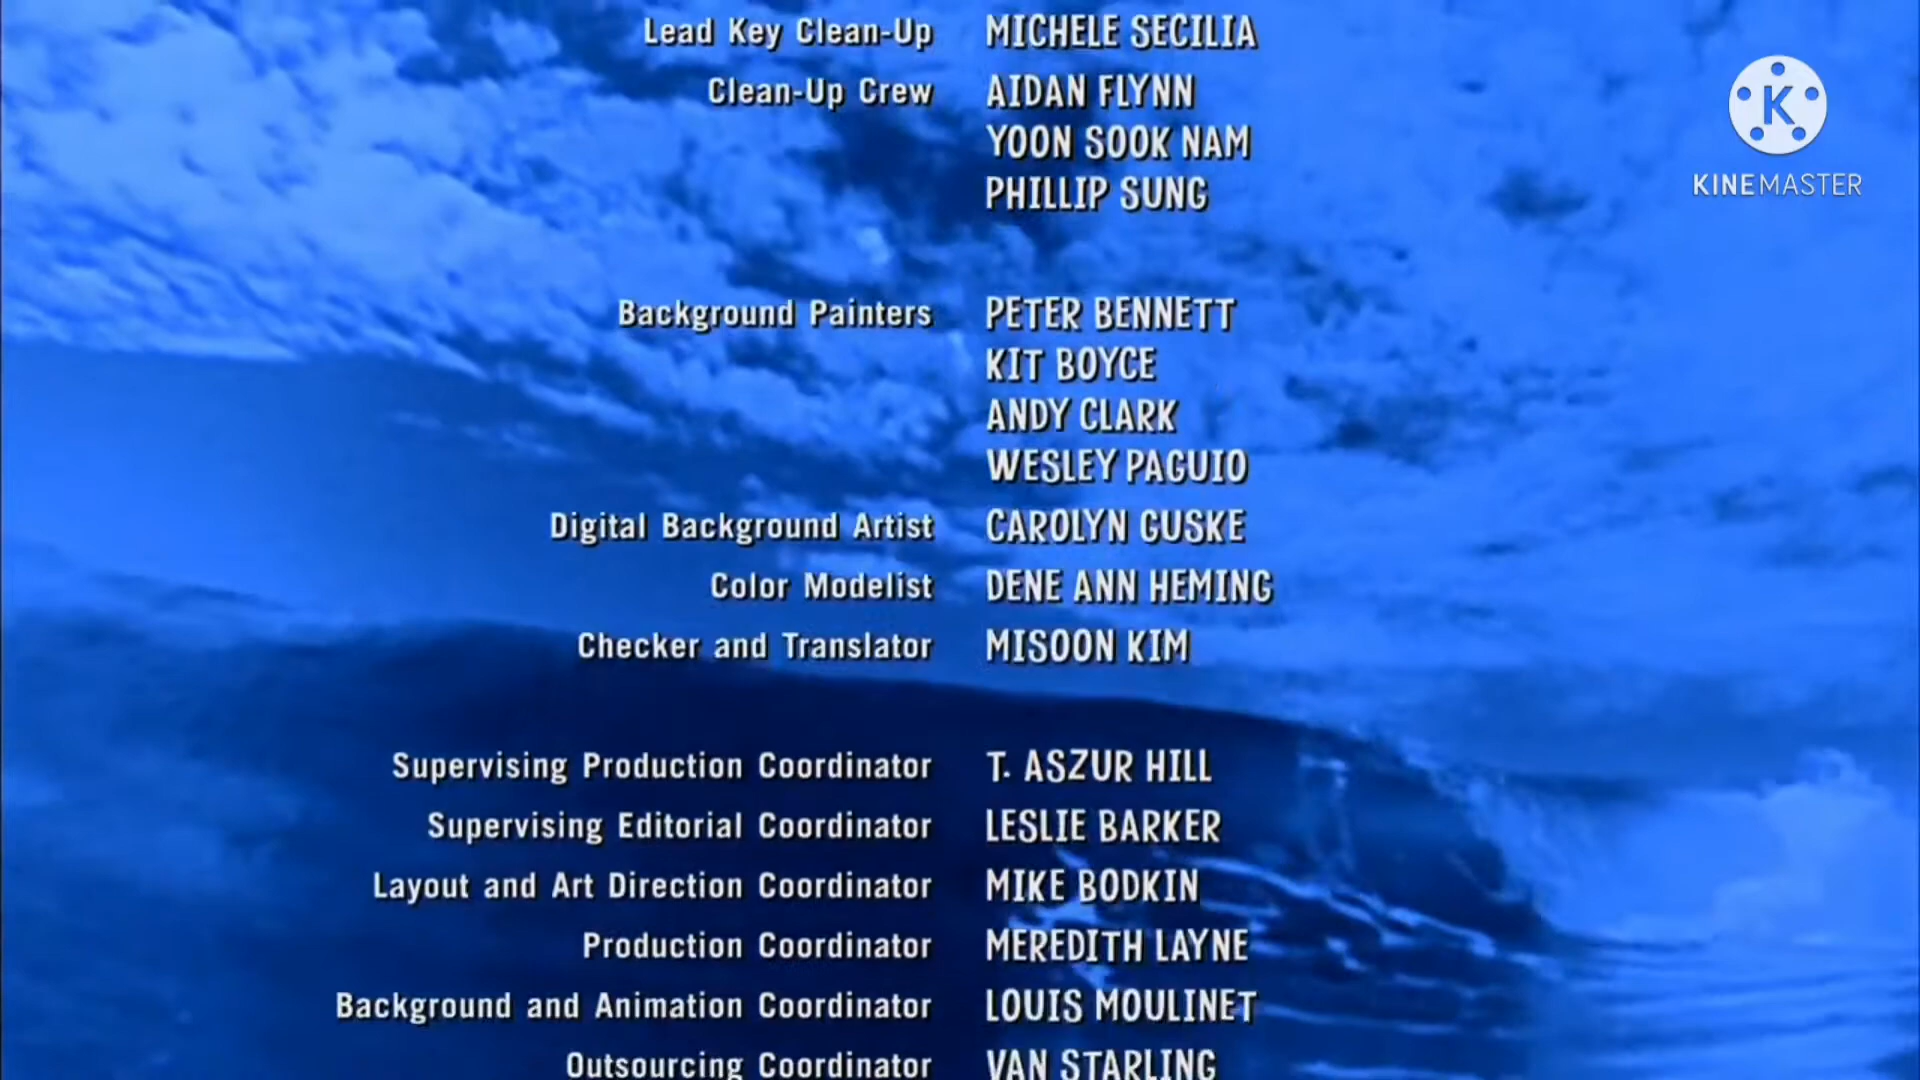 Lead Key Clean-Up MICHELE SECILIA
Clean-Up Crew AIDAN FLYNN
YOON SOOK NAM
PHILLIP SUNG
K
KINEMASTER
Background Painters PETER BENNETT
KIT BOYCE
ANDY CLARK
WESLEY PAGUIO
Digital Background Artist CAROLYN GUSKE
Color Modelist DENE ANN HEMING
Checker and Translator MISOON KIM
Supervising Production Coordinator T. ASZUR HILL
Supervising Editorial Coordinator LESLIE BARKER
Layout and Art Direction Coordinator MIKE BODKIN
Production Coordinator MEREDITH LAYNE
Background and Animation Coordinator LOUIS MOULINET
Outsourcing Coordinator VAN STARLING